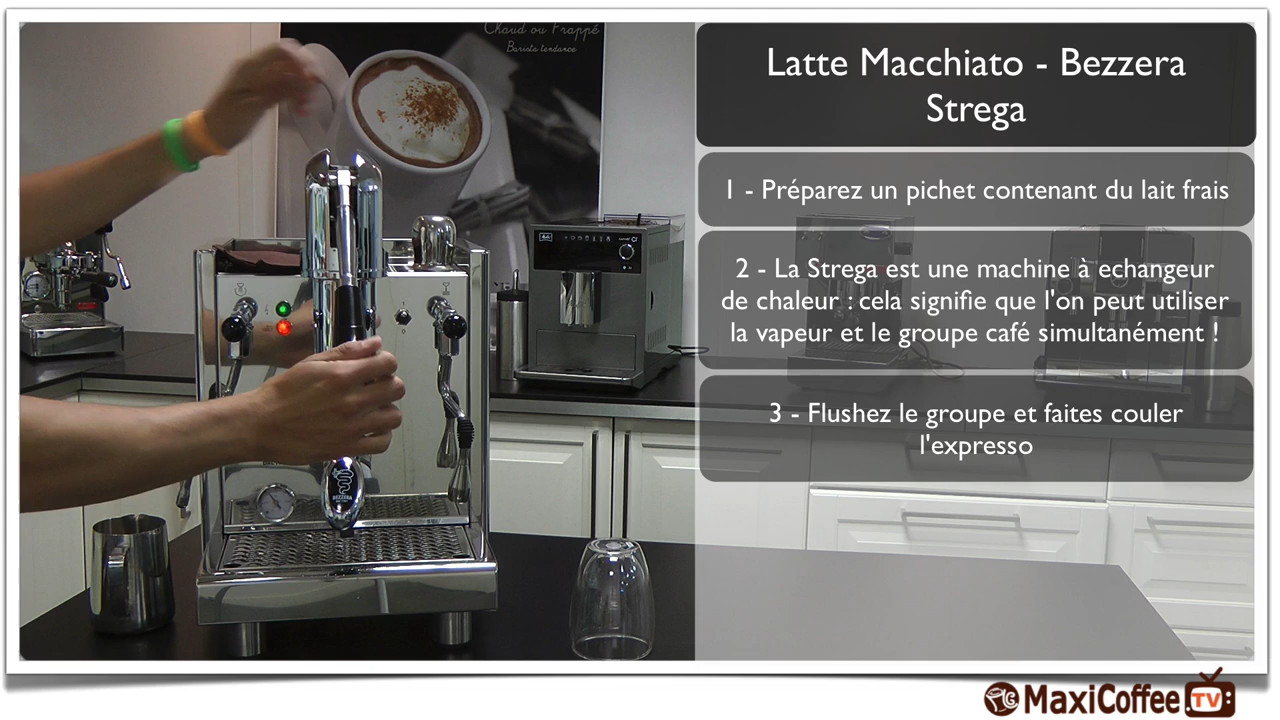 Chaud ou Frappé
Barista tendance
Latte Macchiato - Bezzera
Strega
1 - Préparez un pichet contenant du lait frais
2 - La Strega est une machine à echangeur
de chaleur : cela signifie que l'on peut utiliser
la vapeur et le groupe café simultanément !
3 - Flushez le groupe et faites couler
l'expresso
BEZZERA
MaxiCoffee TV